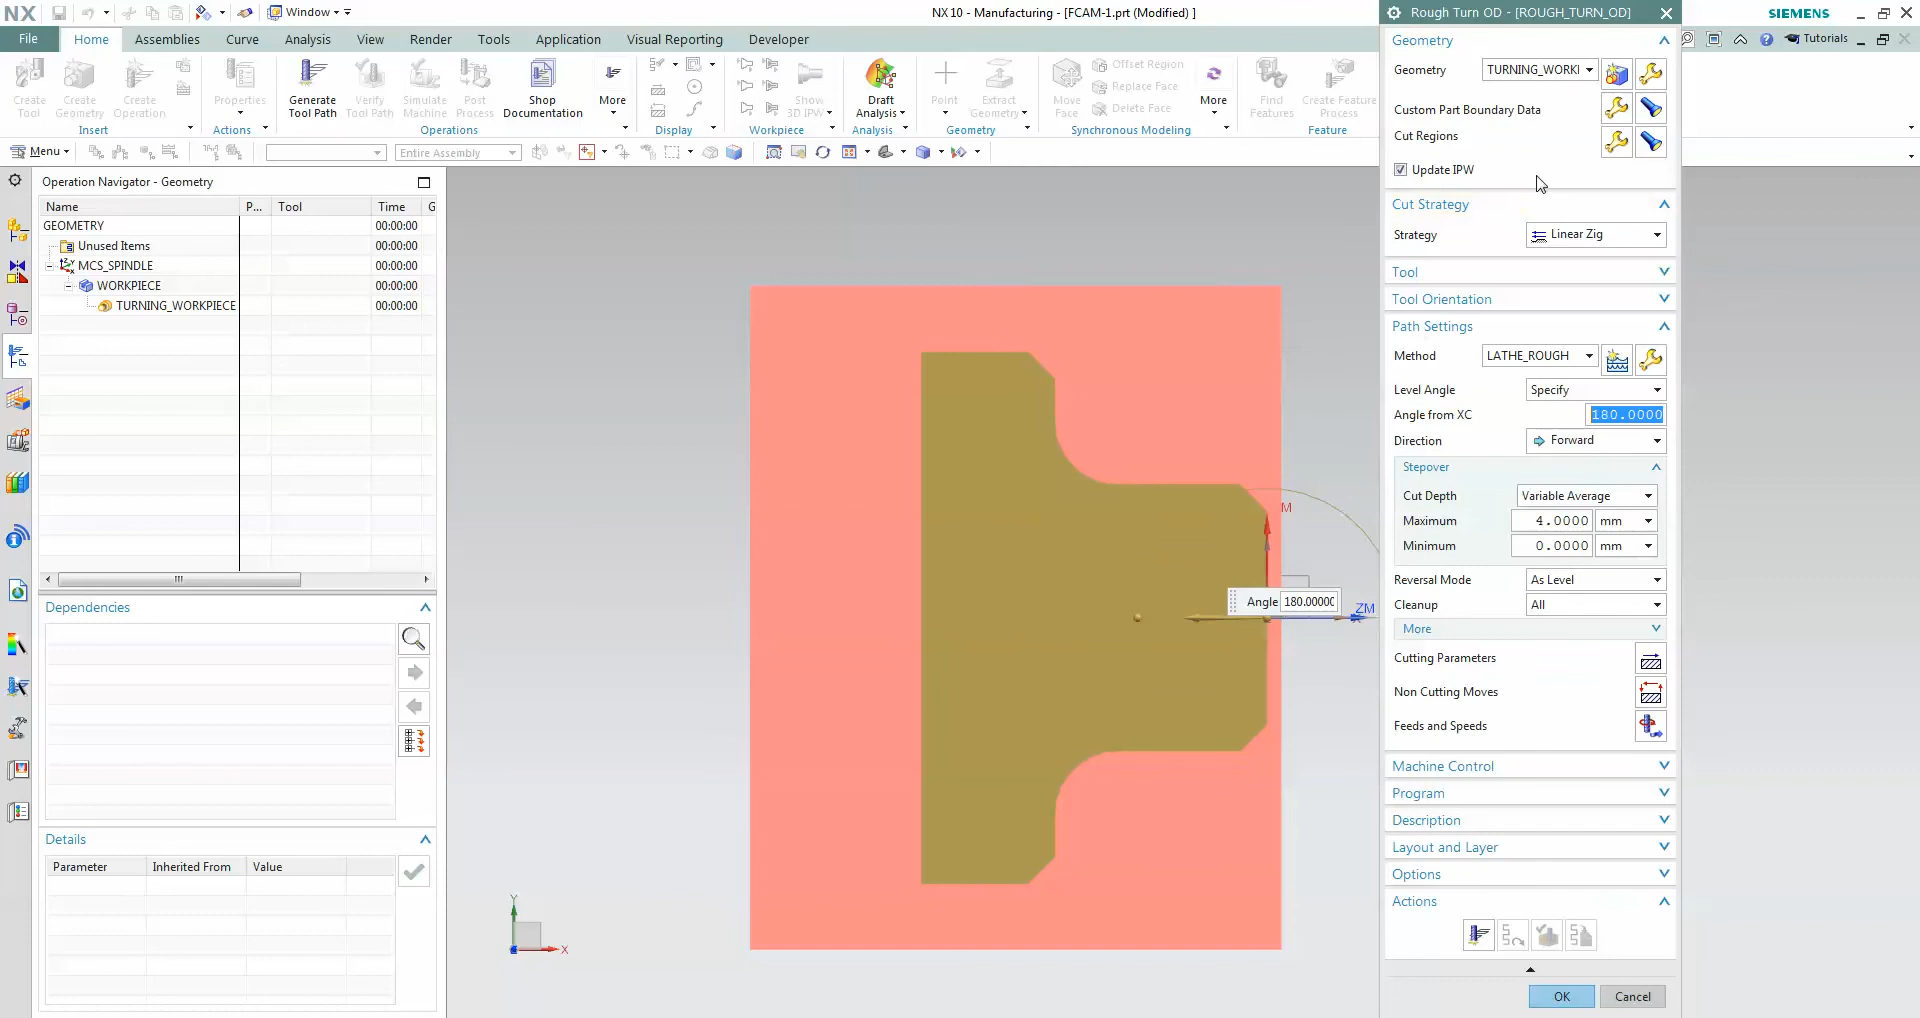 NX
Window
NX 10 - Manufacturing - [FCAM-1.prt (Modified) ]
Rough Turn OD - [ROUGH_TURN_OD]
SIEMENS
File
Home
Assemblies
Curve
Analysis
View
Render
Tools
Application
Visual Reporting
Developer
Tutorials
Create Tool
Create Geometry
Create Operation
Insert
Properties
Actions
Generate Tool Path
Verify Tool Path
Simulate Machine
Post Process
Shop Documentation
More
Operations
Display
Show 3D IPW
Workpiece
Draft Analysis
Analysis
Point
Extract Geometry
Geometry
Move Face
Offset Region
Replace Face
Delete Face
More
Synchronous Modeling
Find Features
Create Feature Process
Feature
Menu
Entire Assembly
Operation Navigator - Geometry
Name P... Tool Time G
GEOMETRY 00:00:00
Unused Items 00:00:00
MCS_SPINDLE 00:00:00
WORKPIECE 00:00:00
TURNING_WORKPIECE 00:00:00
Dependencies
Details
Parameter Inherited From Value
M
ZM
Angle 180.00000
Y
X
Geometry
Geometry TURNING_WORKI
Custom Part Boundary Data
Cut Regions
Update IPW
Cut Strategy
Strategy Linear Zig
Tool
Tool Orientation
Path Settings
Method LATHE_ROUGH
Level Angle Specify
Angle from XC 180.0000
Direction Forward
Stepover
Cut Depth Variable Average
Maximum 4.0000 mm
Minimum 0.0000 mm
Reversal Mode As Level
Cleanup All
More
Cutting Parameters
Non Cutting Moves
Feeds and Speeds
Machine Control
Program
Description
Layout and Layer
Options
Actions
OK
Cancel